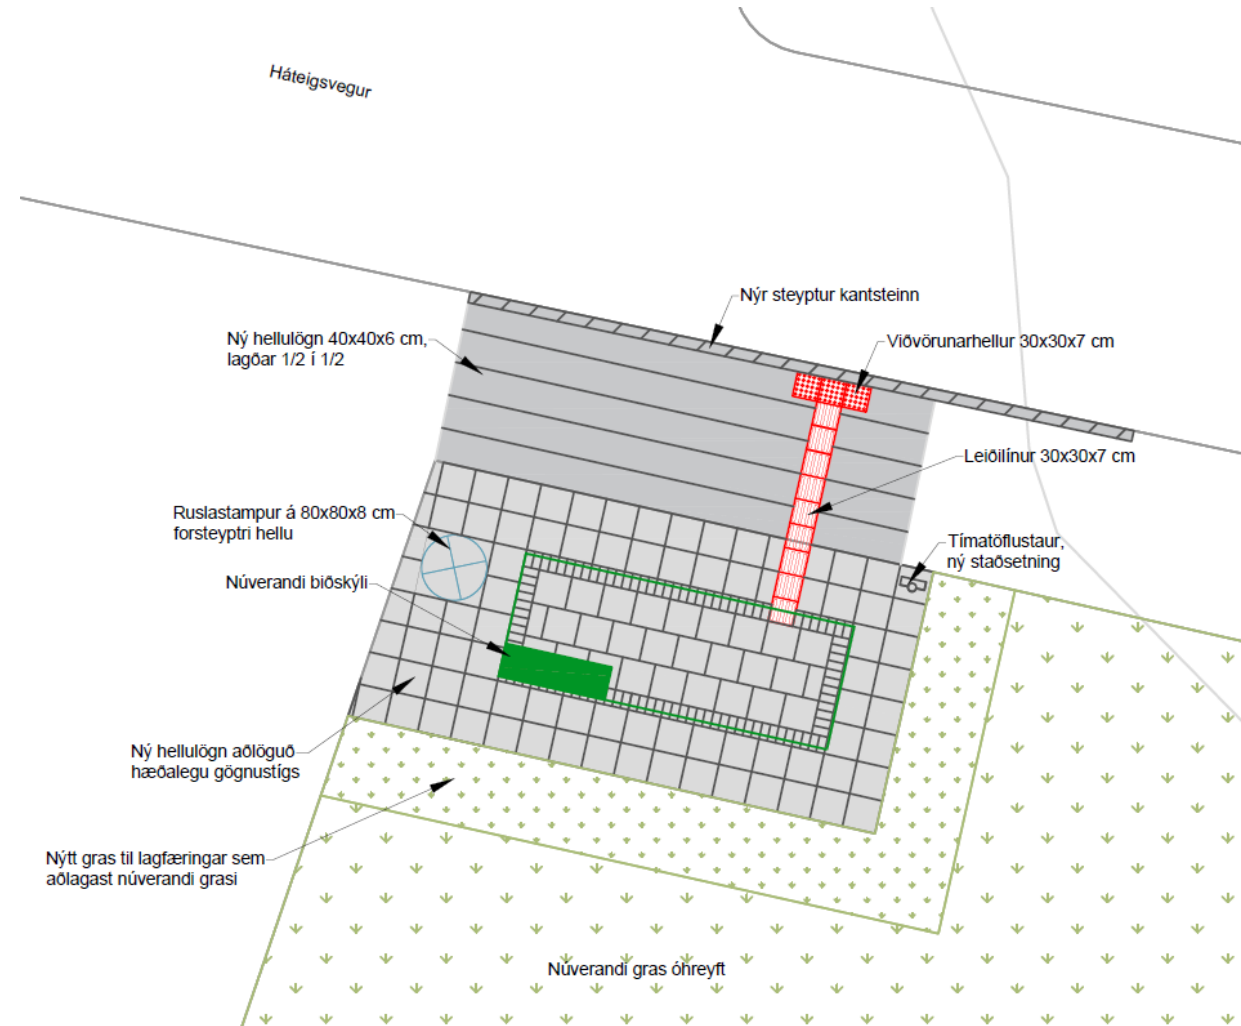 Háteigsvegur
Nýr steyptur kantsteinn
Ný hellulögn 40x40x6 cm,
lagðar 1/2 í 1/2
Viðvörunarhellur 30x30x7 cm
Leiðilínur 30x30x7 cm
Ruslastampur á 80x80x8 cm
forsteyptri hellu
Tímatöflustaur,
ný staðsetning
Núverandi biðskýli
Ný hellulögn aðlöguð
hæðalegu gögnustígs
Nýtt gras til lagfæringar sem
aðlagast núverandi grasi
Núverandi gras óhreyft